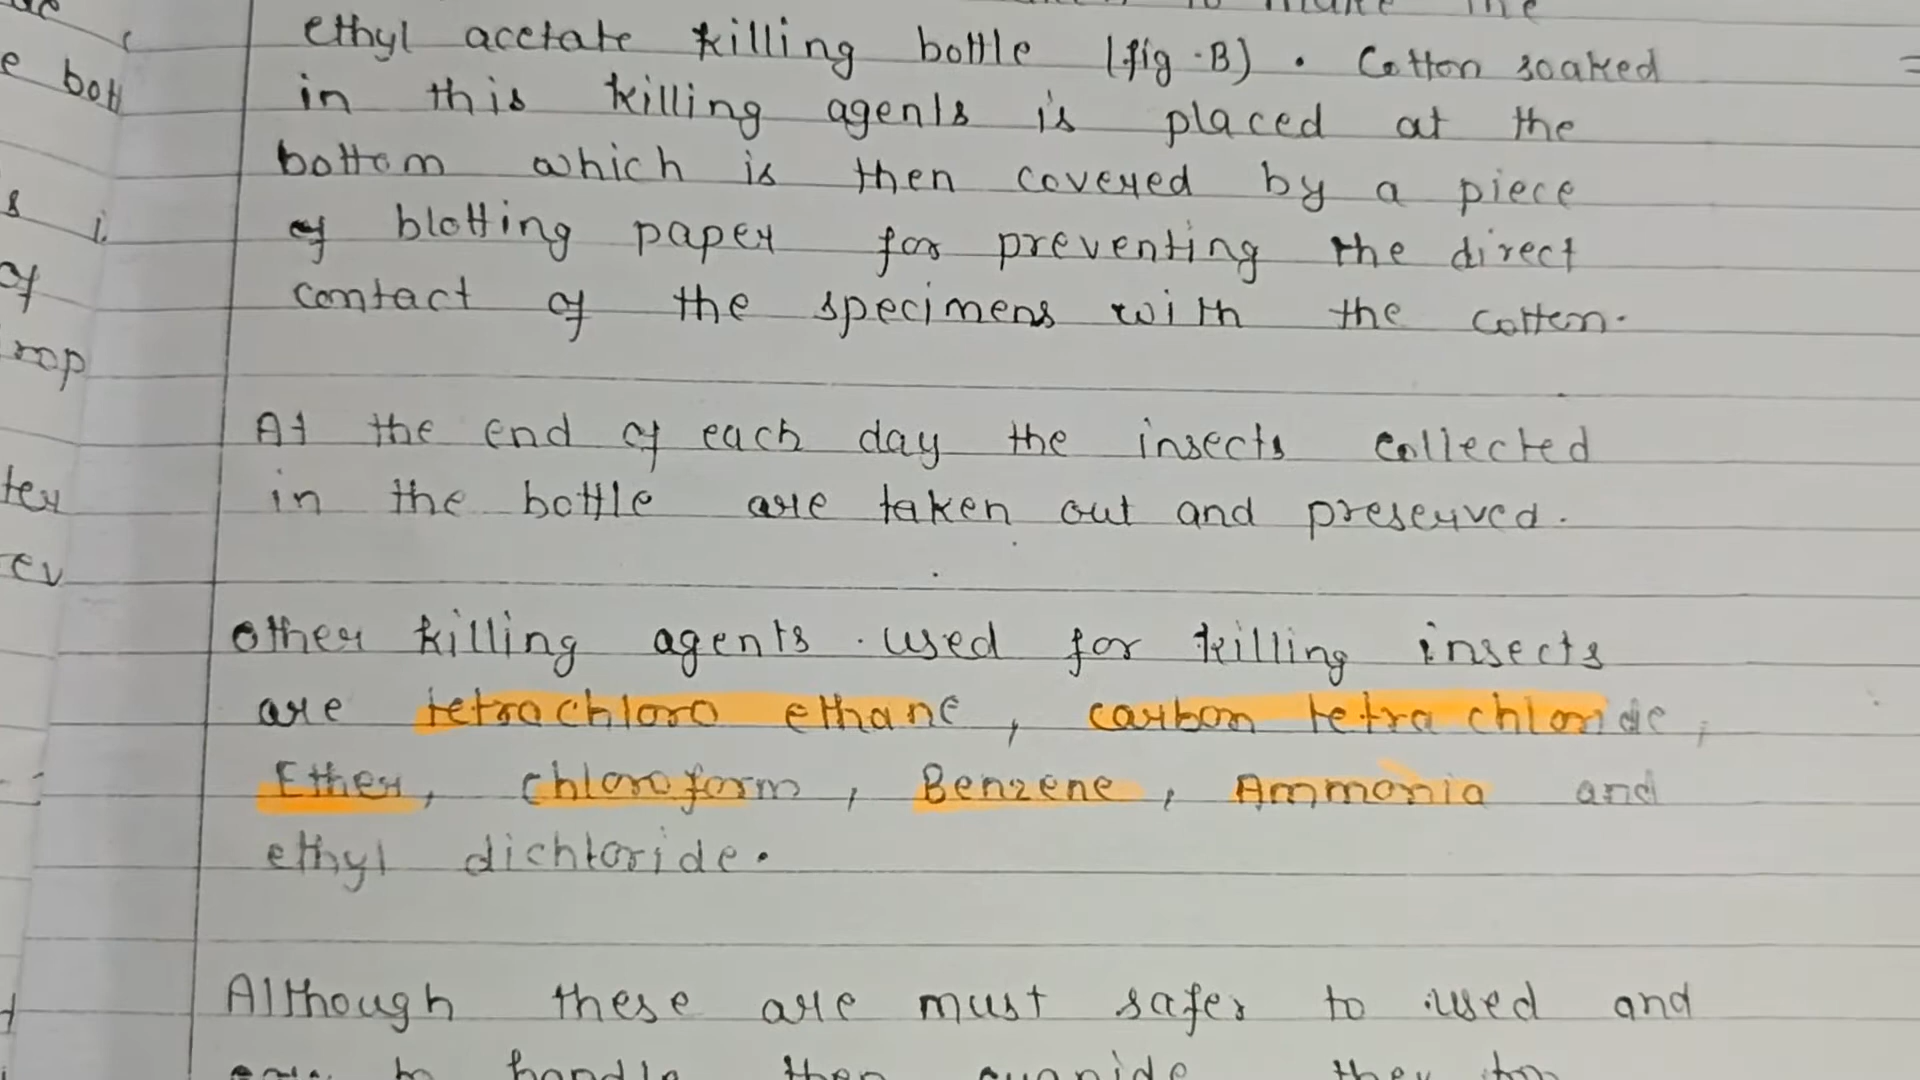 ethyl acetate killing bottle (fig.B). Cotton soaked
in this killing agents is placed at the
bottom which is then covered by a piece
of blotting paper for preventing the direct
contact of the specimens with the cotton.
At the end of each day the insects collected
in the bottle are taken out and preserved.
Other killing agents used for killing insects
are tetrachloro ethane, carbon tetra chloride,
Ether, chloroform, Benzene, Ammonia and
ethyl dichloride.
Although these are must safer to used and